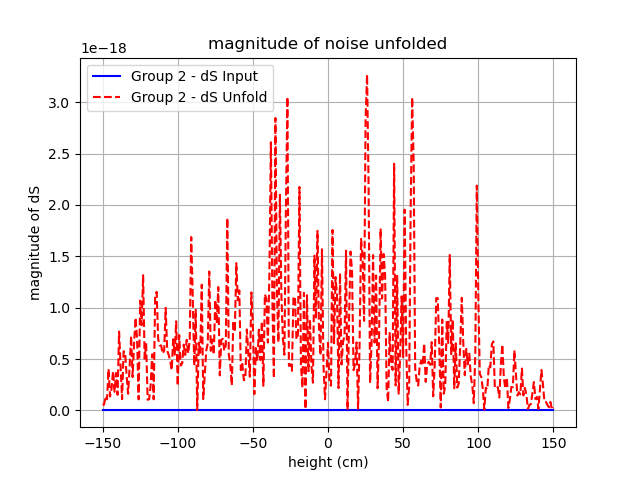 magnitude of noise unfolded
1e−18
Group 2 - dS Input
Group 2 - dS Unfold
3.0
2.5
2.0
1.5
1.0
0.5
0.0
magnitude of dS
−150 −100 −50 0 50 100 150
height (cm)